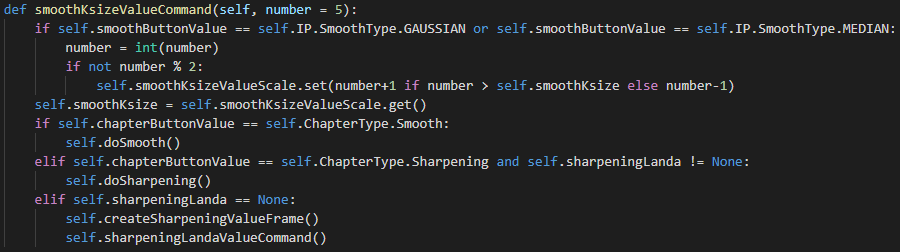 def smoothKsizeValueCommand(self, number = 5):
    if self.smoothButtonValue == self.IP.SmoothType.GAUSSIAN or self.smoothButtonValue == self.IP.SmoothType.MEDIAN:
        number = int(number)
        if not number % 2:
            self.smoothKsizeValueScale.set(number+1 if number > self.smoothKsize else number-1)
    self.smoothKsize = self.smoothKsizeValueScale.get()
    if self.chapterButtonValue == self.ChapterType.Smooth:
        self.doSmooth()
    elif self.chapterButtonValue == self.ChapterType.Sharpening and self.sharpeningLanda != None:
        self.doSharpening()
    elif self.sharpeningLanda == None:
        self.createSharpeningValueFrame()
        self.sharpeningLandaValueCommand()